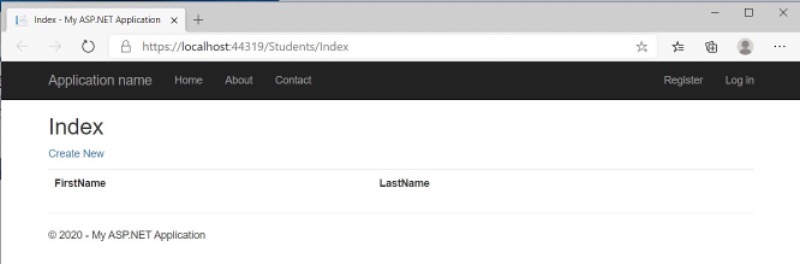 Index - My ASP.NET Application
https://localhost:44319/Students/Index
Application name Home About Contact Register Log in
Index
Create New
FirstName LastName
© 2020 - My ASP.NET Application